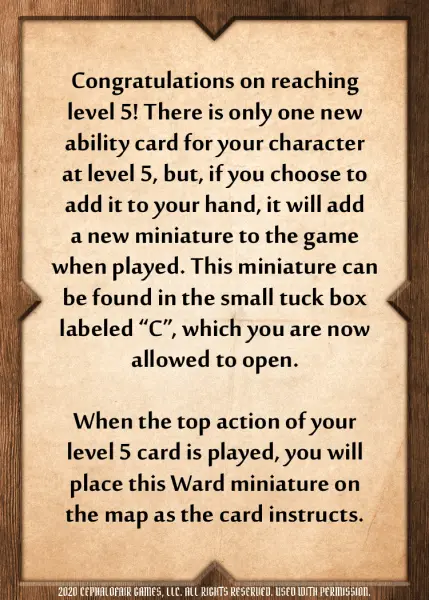 Congratulations on reaching
level 5! There is only one new
ability card for your character
at level 5, but, if you choose to
add it to your hand, it will add
a new miniature to the game
when played. This miniature can
be found in the small tuck box
labeled “C”, which you are now
allowed to open.
When the top action of your
level 5 card is played, you will
place this Ward miniature on
the map as the card instructs.
2020 CEPHALOFAIR GAMES, LLC. ALL RIGHTS RESERVED. USED WITH PERMISSION.